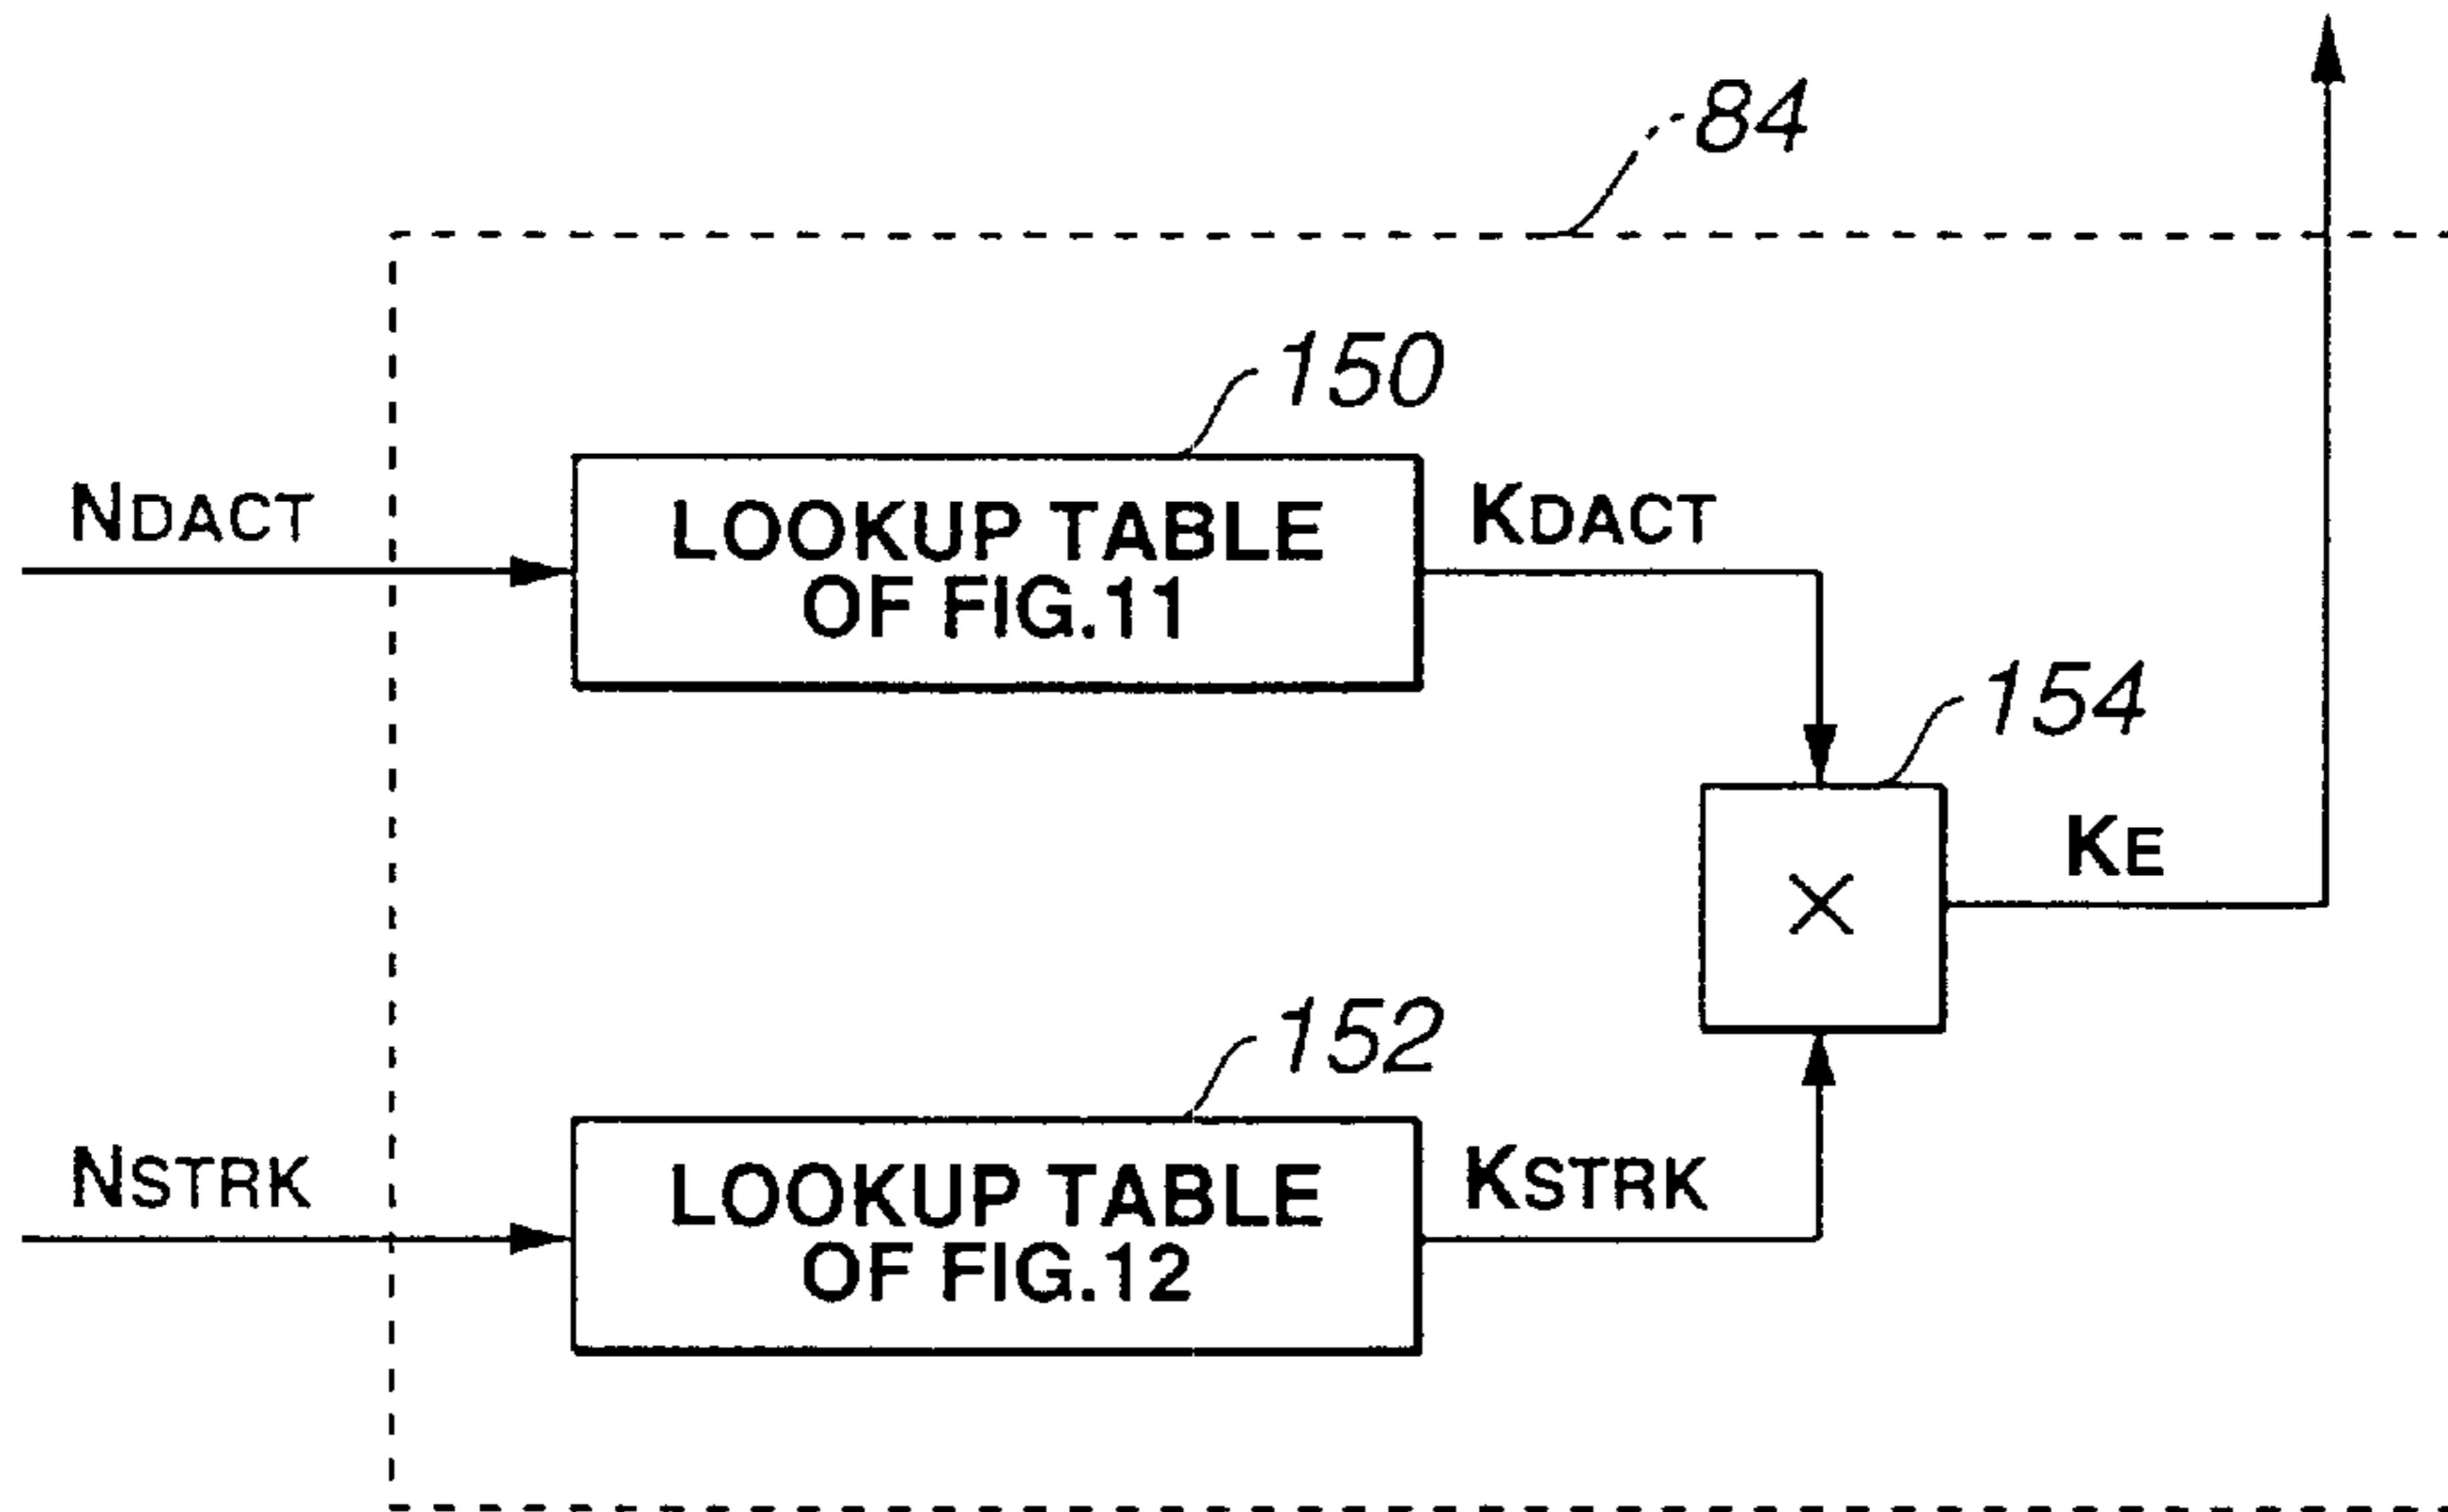 84
150
NDACT
LOOKUP TABLE
OF FIG.11
KDACT
154
×
KE
152
NSTRK
LOOKUP TABLE
OF FIG.12
KSTRK